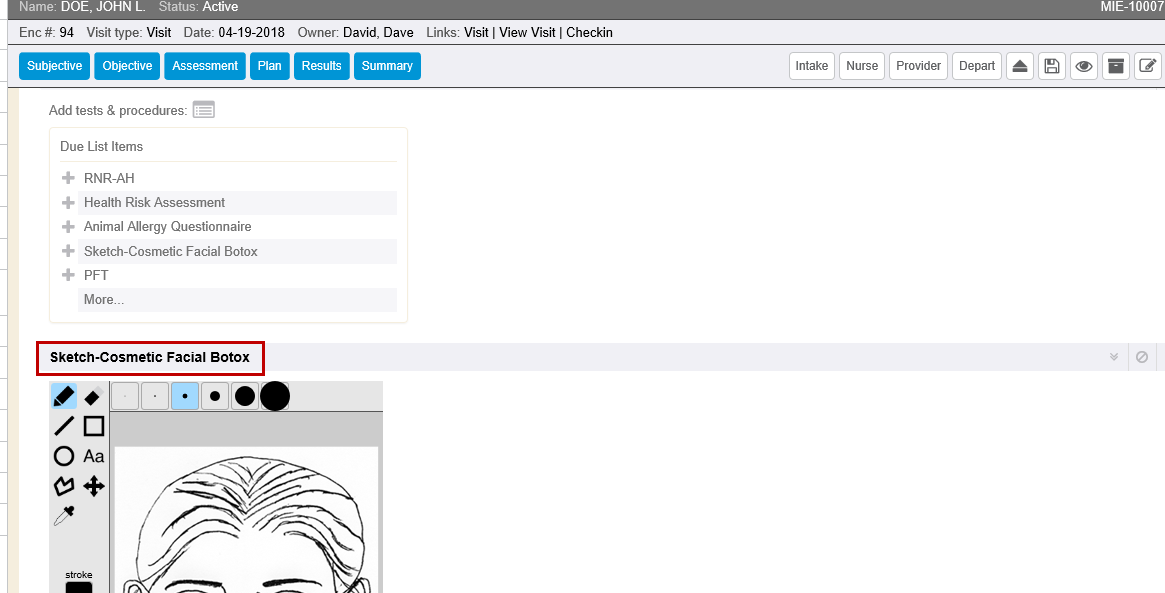 Name: DOE, JOHN L. Status: Active MIE-10007
Enc #: 94 Visit type: Visit Date: 04-19-2018 Owner: David, Dave Links: Visit | View Visit | Checkin
Subjective Objective Assessment Plan Results Summary Intake Nurse Provider Depart
Add tests & procedures:
Due List Items
RNR-AH
Health Risk Assessment
Animal Allergy Questionnaire
Sketch-Cosmetic Facial Botox
PFT
More...
Sketch-Cosmetic Facial Botox
Aa
stroke